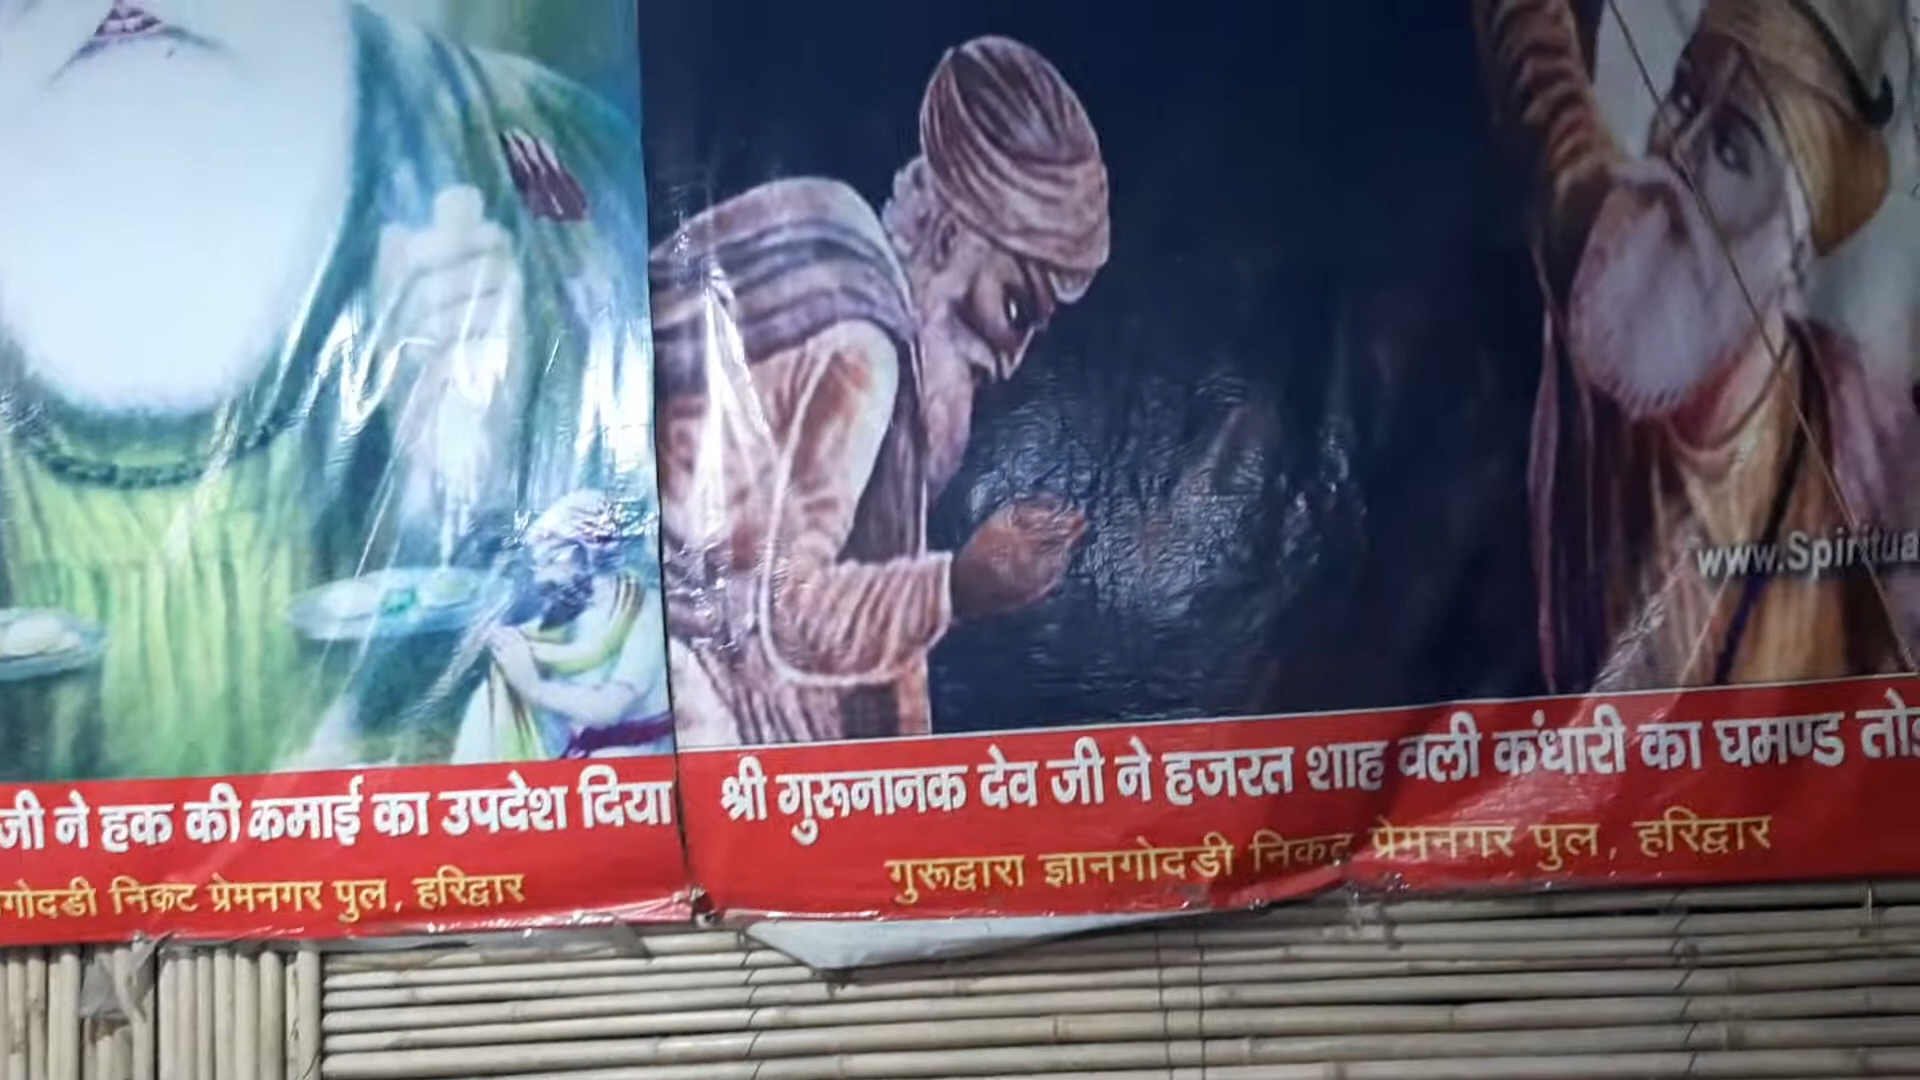 www.Spiritua
जी ने हक की कमाई का उपदेश दिया
गोदडी निकट प्रेमनगर पुल, हरिद्वार
श्री गुरूनानक देव जी ने हजरत शाह वली कंधारी का घमण्ड तोड़
गुरूद्वारा ज्ञानगोदडी निकट प्रेमनगर पुल, हरिद्वार